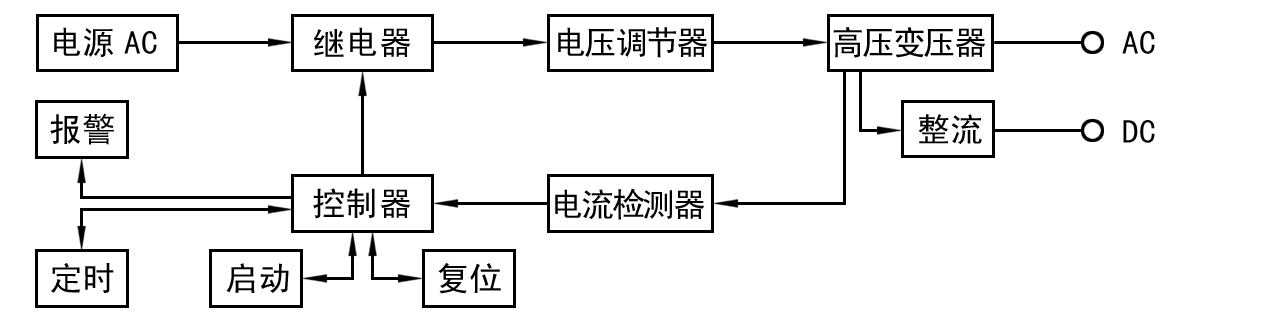 电源 AC
继电器
电压调节器
高压变压器
AC
报警
整流
DC
控制器
电流检测器
定时
启动
复位